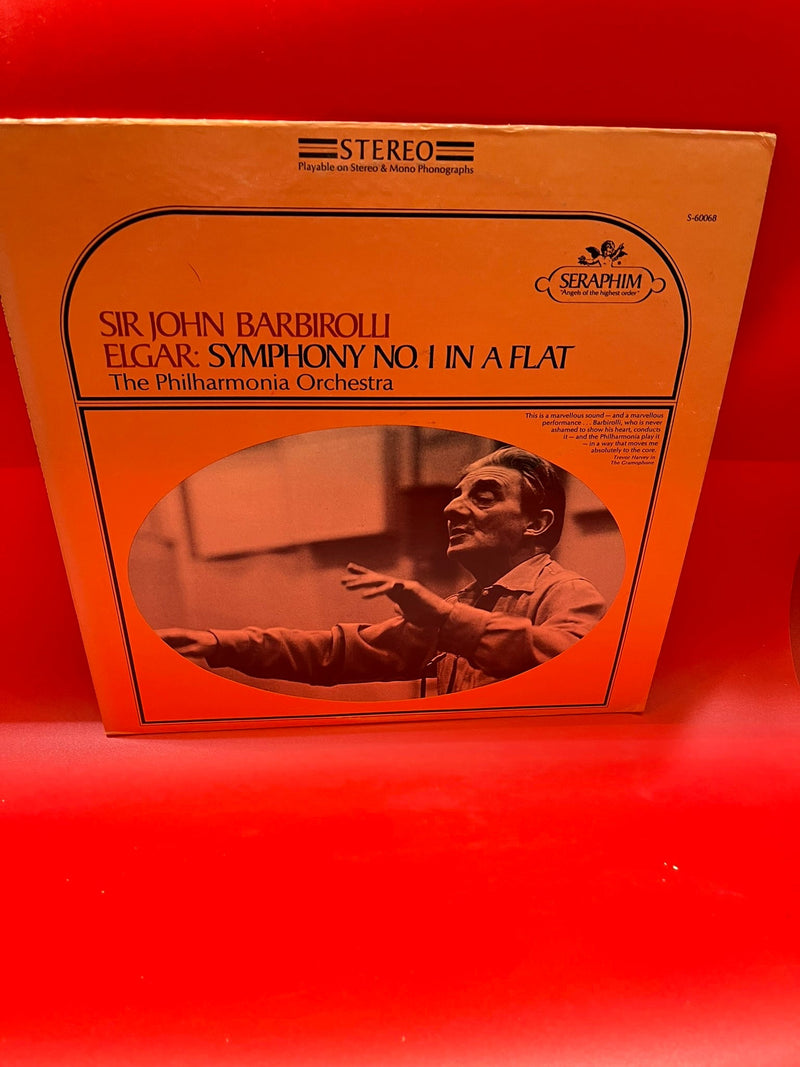 STEREO
Playable on Stereo & Mono Phonographs
S-60068
SERAPHIM
"Angels of the highest order"
SIR JOHN BARBIROLLI
ELGAR: SYMPHONY NO. 1 IN A FLAT
The Philharmonia Orchestra
This is a marvellous sound — and a marvellous
performance . . . Barbirolli, who is never
ashamed to show his heart, conducts
it — and the Philharmonia play it
— in a way that moves me
absolutely to the core.
Trevor Harvey in
The Gramophone